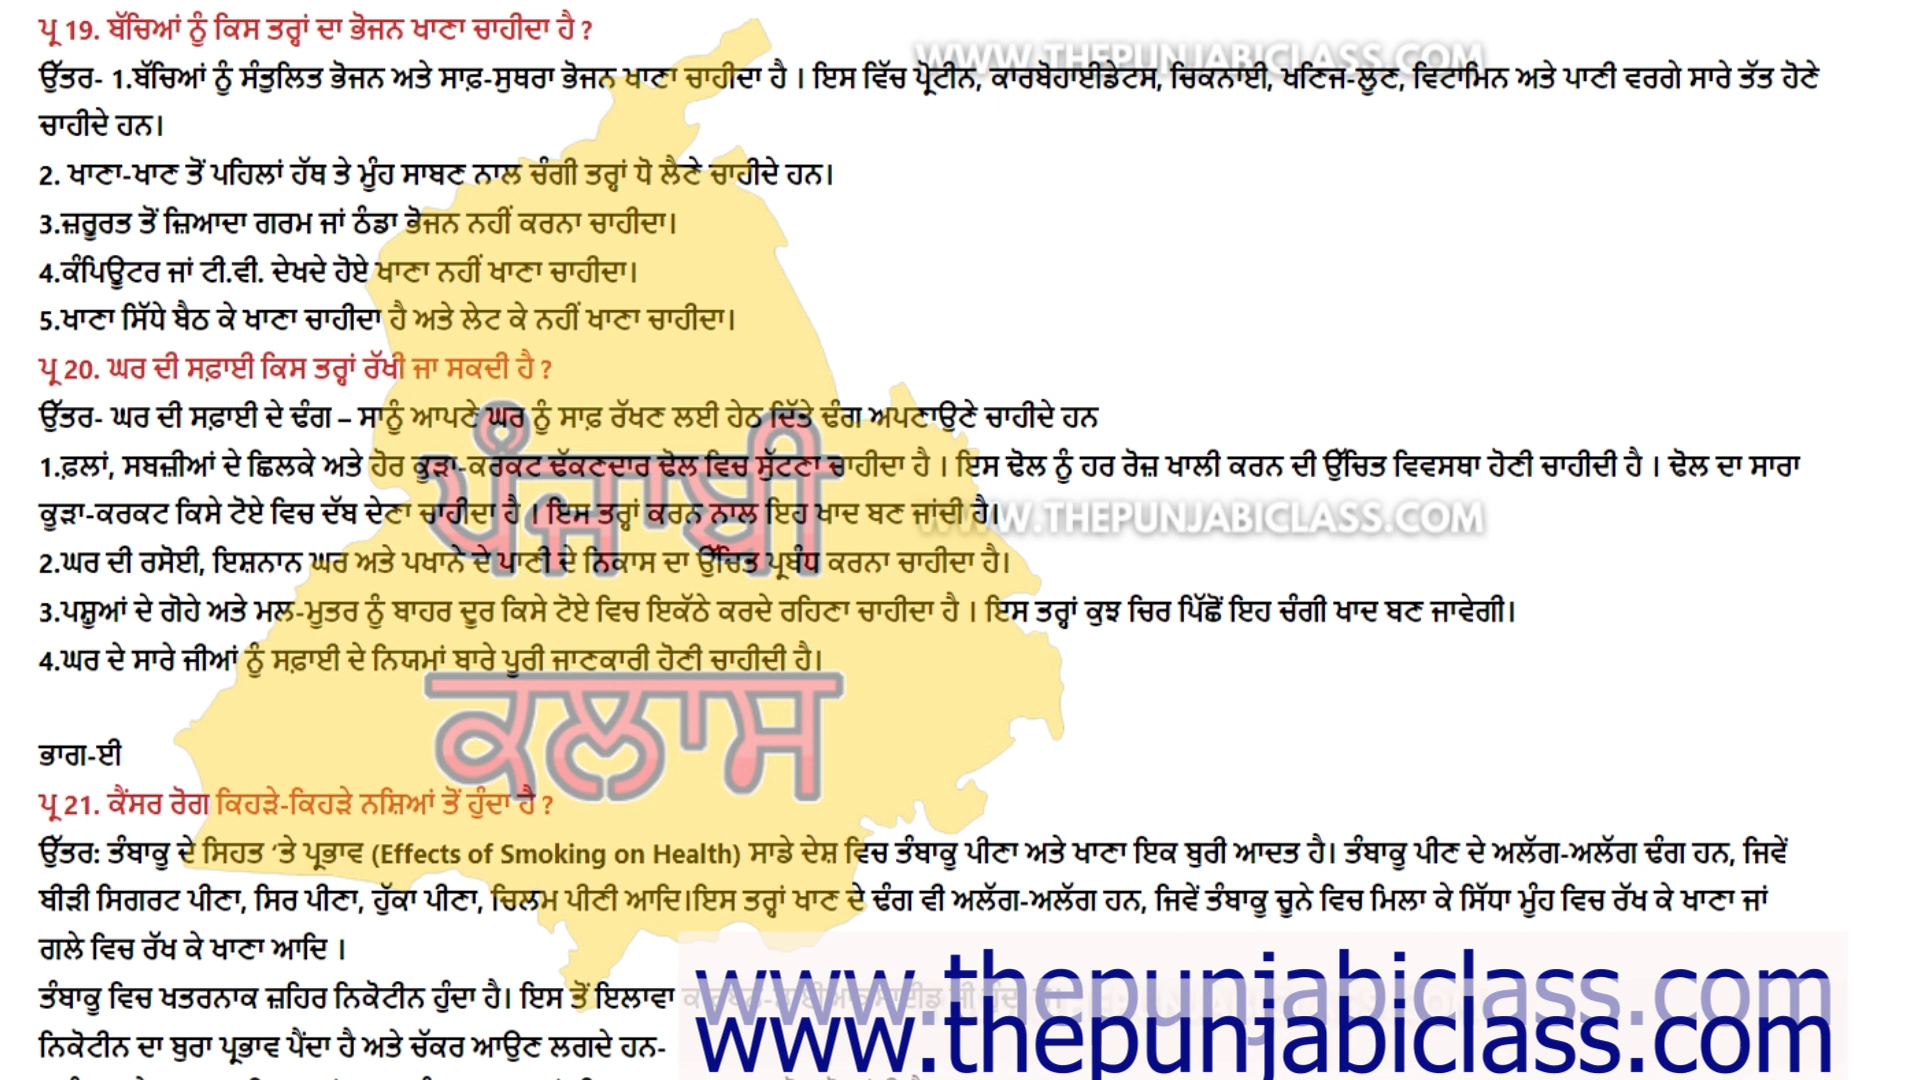 ਪ੍ਰ 19. ਬੱਚਿਆਂ ਨੂੰ ਕਿਸ ਤਰ੍ਹਾਂ ਦਾ ਭੋਜਨ ਖਾਣਾ ਚਾਹੀਦਾ ਹੈ ?
WWW.THEPUNJABICLASS.COM
ਉੱਤਰ- 1.ਬੱਚਿਆਂ ਨੂੰ ਸੰਤੁਲਿਤ ਭੋਜਨ ਅਤੇ ਸਾਫ਼-ਸੁਥਰਾ ਭੋਜਨ ਖਾਣਾ ਚਾਹੀਦਾ ਹੈ । ਇਸ ਵਿੱਚ ਪ੍ਰੋਟੀਨ, ਕਾਰਬੋਹਾਈਡੇਟਸ, ਚਿਕਨਾਈ, ਖਣਿਜ-ਲੂਣ, ਵਿਟਾਮਿਨ ਅਤੇ ਪਾਣੀ ਵਰਗੇ ਸਾਰੇ ਤੱਤ ਹੋਣੇ
ਚਾਹੀਦੇ ਹਨ।
2. ਖਾਣਾ-ਖਾਣ ਤੋਂ ਪਹਿਲਾਂ ਹੱਥ ਤੇ ਮੂੰਹ ਸਾਬਣ ਨਾਲ ਚੰਗੀ ਤਰ੍ਹਾਂ ਧੋ ਲੈਣੇ ਚਾਹੀਦੇ ਹਨ।
3.ਜ਼ਰੂਰਤ ਤੋਂ ਜ਼ਿਆਦਾ ਗਰਮ ਜਾਂ ਠੰਡਾ ਭੋਜਨ ਨਹੀਂ ਕਰਨਾ ਚਾਹੀਦਾ।
4.ਕੰਪਿਊਟਰ ਜਾਂ ਟੀ.ਵੀ. ਦੇਖਦੇ ਹੋਏ ਖਾਣਾ ਨਹੀਂ ਖਾਣਾ ਚਾਹੀਦਾ।
5.ਖਾਣਾ ਸਿੱਧੇ ਬੈਠ ਕੇ ਖਾਣਾ ਚਾਹੀਦਾ ਹੈ ਅਤੇ ਲੇਟ ਕੇ ਨਹੀਂ ਖਾਣਾ ਚਾਹੀਦਾ।
ਪ੍ਰ 20. ਘਰ ਦੀ ਸਫ਼ਾਈ ਕਿਸ ਤਰ੍ਹਾਂ ਰੱਖੀ ਜਾ ਸਕਦੀ ਹੈ ?
ਉੱਤਰ- ਘਰ ਦੀ ਸਫ਼ਾਈ ਦੇ ਢੰਗ – ਸਾਨੂੰ ਆਪਣੇ ਘਰ ਨੂੰ ਸਾਫ਼ ਰੱਖਣ ਲਈ ਹੇਠ ਦਿੱਤੇ ਢੰਗ ਅਪਣਾਉਣੇ ਚਾਹੀਦੇ ਹਨ
1.ਫ਼ਲਾਂ, ਸਬਜ਼ੀਆਂ ਦੇ ਛਿਲਕੇ ਅਤੇ ਹੋਰ ਕੂੜਾ-ਕਰਕਟ ਢੱਕਣਦਾਰ ਢੋਲ ਵਿਚ ਸੁੱਟਣਾ ਚਾਹੀਦਾ ਹੈ । ਇਸ ਢੋਲ ਨੂੰ ਹਰ ਰੋਜ਼ ਖਾਲੀ ਕਰਨ ਦੀ ਉੱਚਿਤ ਵਿਵਸਥਾ ਹੋਣੀ ਚਾਹੀਦੀ ਹੈ । ਢੋਲ ਦਾ ਸਾਰਾ
ਕੂੜਾ-ਕਰਕਟ ਕਿਸੇ ਟੋਏ ਵਿਚ ਦੱਬ ਦੇਣਾ ਚਾਹੀਦਾ ਹੈ । ਇਸ ਤਰ੍ਹਾਂ ਕਰਨ ਨਾਲ ਇਹ ਖਾਦ ਬਣ ਜਾਂਦੀ ਹੈ।
WWW.THEPUNJABICLASS.COM
ਪੰਜਾਬੀ
2.ਘਰ ਦੀ ਰਸੋਈ, ਇਸ਼ਨਾਨ ਘਰ ਅਤੇ ਪਖਾਨੇ ਦੇ ਪਾਣੀ ਦੇ ਨਿਕਾਸ ਦਾ ਉੱਚਿਤ ਪ੍ਰਬੰਧ ਕਰਨਾ ਚਾਹੀਦਾ ਹੈ।
3.ਪਸ਼ੂਆਂ ਦੇ ਗੋਹੇ ਅਤੇ ਮਲ-ਮੂਤਰ ਨੂੰ ਬਾਹਰ ਦੂਰ ਕਿਸੇ ਟੋਏ ਵਿਚ ਇਕੱਠੇ ਕਰਦੇ ਰਹਿਣਾ ਚਾਹੀਦਾ ਹੈ । ਇਸ ਤਰ੍ਹਾਂ ਕੁਝ ਚਿਰ ਪਿੱਛੋਂ ਇਹ ਚੰਗੀ ਖਾਦ ਬਣ ਜਾਵੇਗੀ।
4.ਘਰ ਦੇ ਸਾਰੇ ਜੀਆਂ ਨੂੰ ਸਫ਼ਾਈ ਦੇ ਨਿਯਮਾਂ ਬਾਰੇ ਪੂਰੀ ਜਾਣਕਾਰੀ ਹੋਣੀ ਚਾਹੀਦੀ ਹੈ।
ਕਲਾਸ
ਭਾਗ-ਈ
ਪ੍ਰ 21. ਕੈਂਸਰ ਰੋਗ ਕਿਹੜੇ-ਕਿਹੜੇ ਨਸ਼ਿਆਂ ਤੋਂ ਹੁੰਦਾ ਹੈ ?
ਉੱਤਰ: ਤੰਬਾਕੂ ਦੇ ਸਿਹਤ ‘ਤੇ ਪ੍ਰਭਾਵ (Effects of Smoking on Health) ਸਾਡੇ ਦੇਸ਼ ਵਿਚ ਤੰਬਾਕੂ ਪੀਣਾ ਅਤੇ ਖਾਣਾ ਇਕ ਬੁਰੀ ਆਦਤ ਹੈ। ਤੰਬਾਕੂ ਪੀਣ ਦੇ ਅਲੱਗ-ਅਲੱਗ ਢੰਗ ਹਨ, ਜਿਵੇਂ
ਬੀੜੀ ਸਿਗਰਟ ਪੀਣਾ, ਸਿਰ ਪੀਣਾ, ਹੁੱਕਾ ਪੀਣਾ, ਚਿਲਮ ਪੀਣੀ ਆਦਿ।ਇਸ ਤਰ੍ਹਾਂ ਖਾਣ ਦੇ ਢੰਗ ਵੀ ਅਲੱਗ-ਅਲੱਗ ਹਨ, ਜਿਵੇਂ ਤੰਬਾਕੂ ਚੂਨੇ ਵਿਚ ਮਿਲਾ ਕੇ ਸਿੱਧਾ ਮੂੰਹ ਵਿਚ ਰੱਖ ਕੇ ਖਾਣਾ ਜਾਂ
ਗਲੇ ਵਿਚ ਰੱਖ ਕੇ ਖਾਣਾ ਆਦਿ ।
ਤੰਬਾਕੂ ਵਿਚ ਖਤਰਨਾਕ ਜ਼ਹਿਰ ਨਿਕੋਟੀਨ ਹੁੰਦਾ ਹੈ। ਇਸ ਤੋਂ ਇਲਾਵਾ
www.thepunjabiclass.com
ਨਿਕੋਟੀਨ ਦਾ ਬੁਰਾ ਪ੍ਰਭਾਵ ਪੈਂਦਾ ਹੈ ਅਤੇ ਚੱਕਰ ਆਉਣ ਲਗਦੇ ਹਨ-
www.thepunjabiclass.com